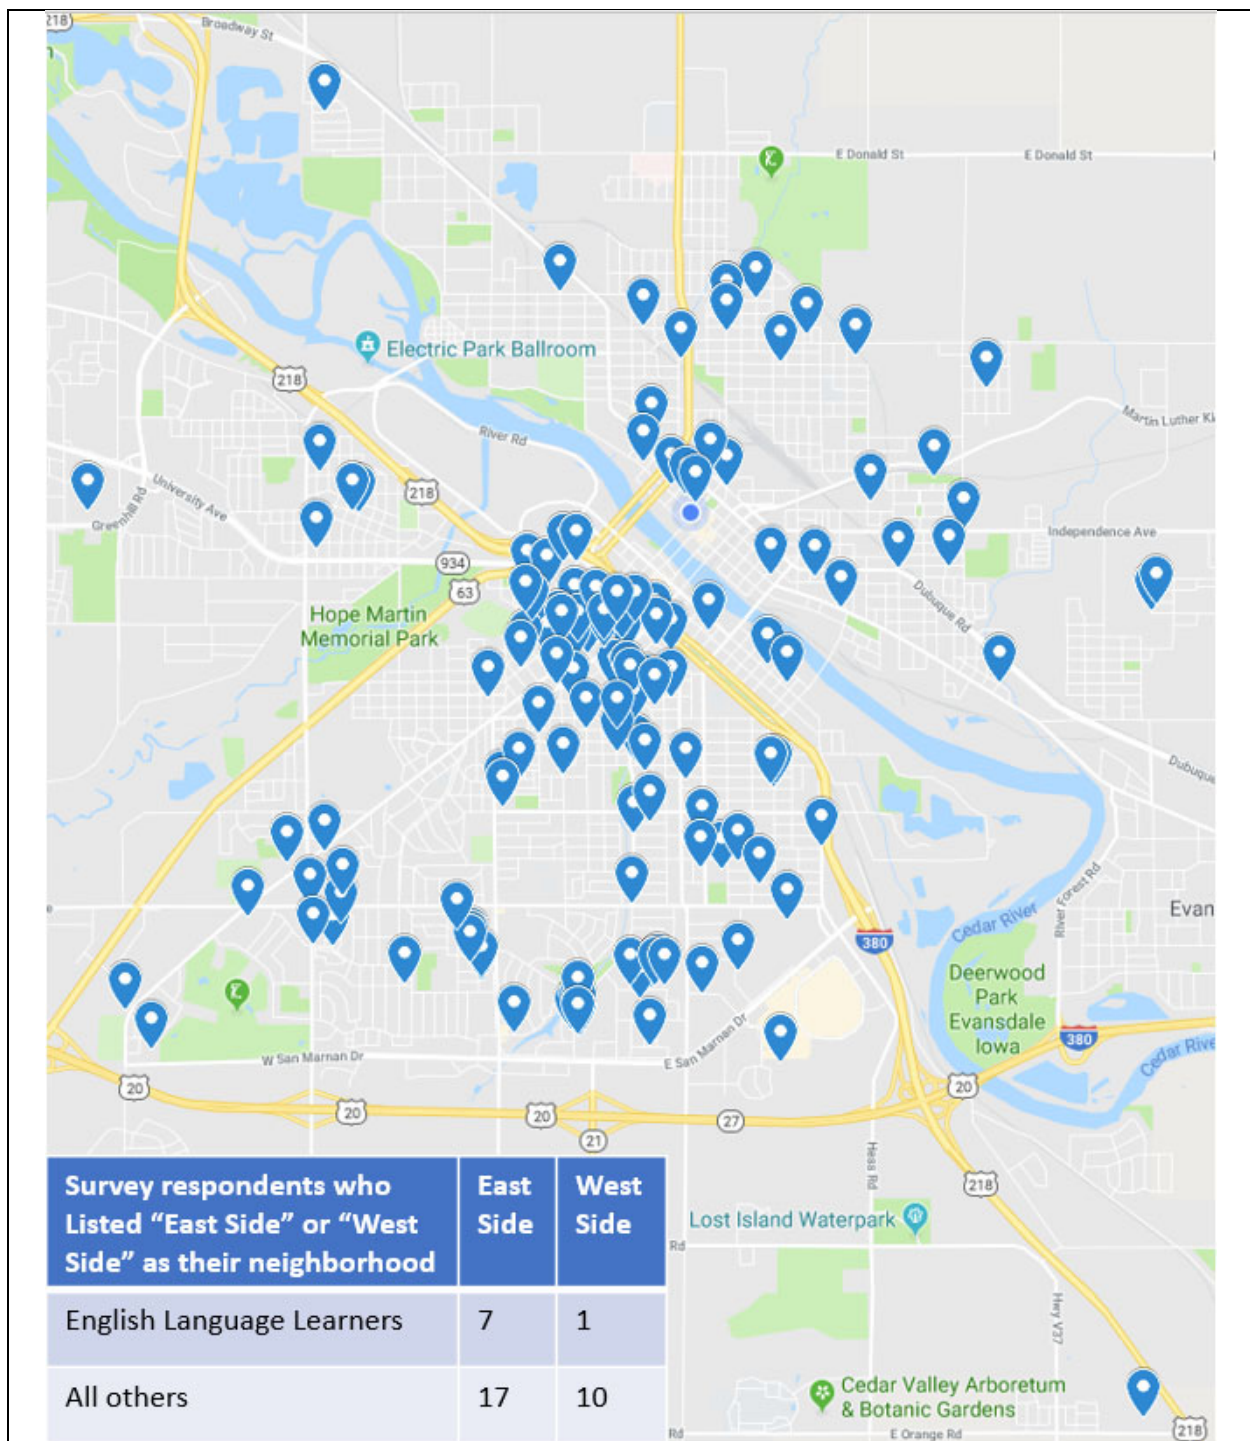 218
Broadway St
E Donald St
E Donald St
Electric Park Ballroom
218
River Rd
Martin Luther Ki
University Ave
Greenhill Rd
218
Independence Ave
934
63
Hope Martin
Memorial Park
Dubuque Rd
Dubuque
River Forest Rd
Evan
Cedar River
380
Deerwood
Park
Evansdale
Iowa
380
Cedar Rive
W San Marnan Dr
E San Marnan Dr
20
20
20
27
20
21
Hess Rd
218
Lost Island Waterpark
Rd
Hwy V37
Cedar Valley Arboretum
& Botanic Gardens
Rd
E Orange Rd
218
Survey respondents who
Listed “East Side” or “West
Side” as their neighborhood
East
Side
West
Side
English Language Learners 7 1
All others 17 10